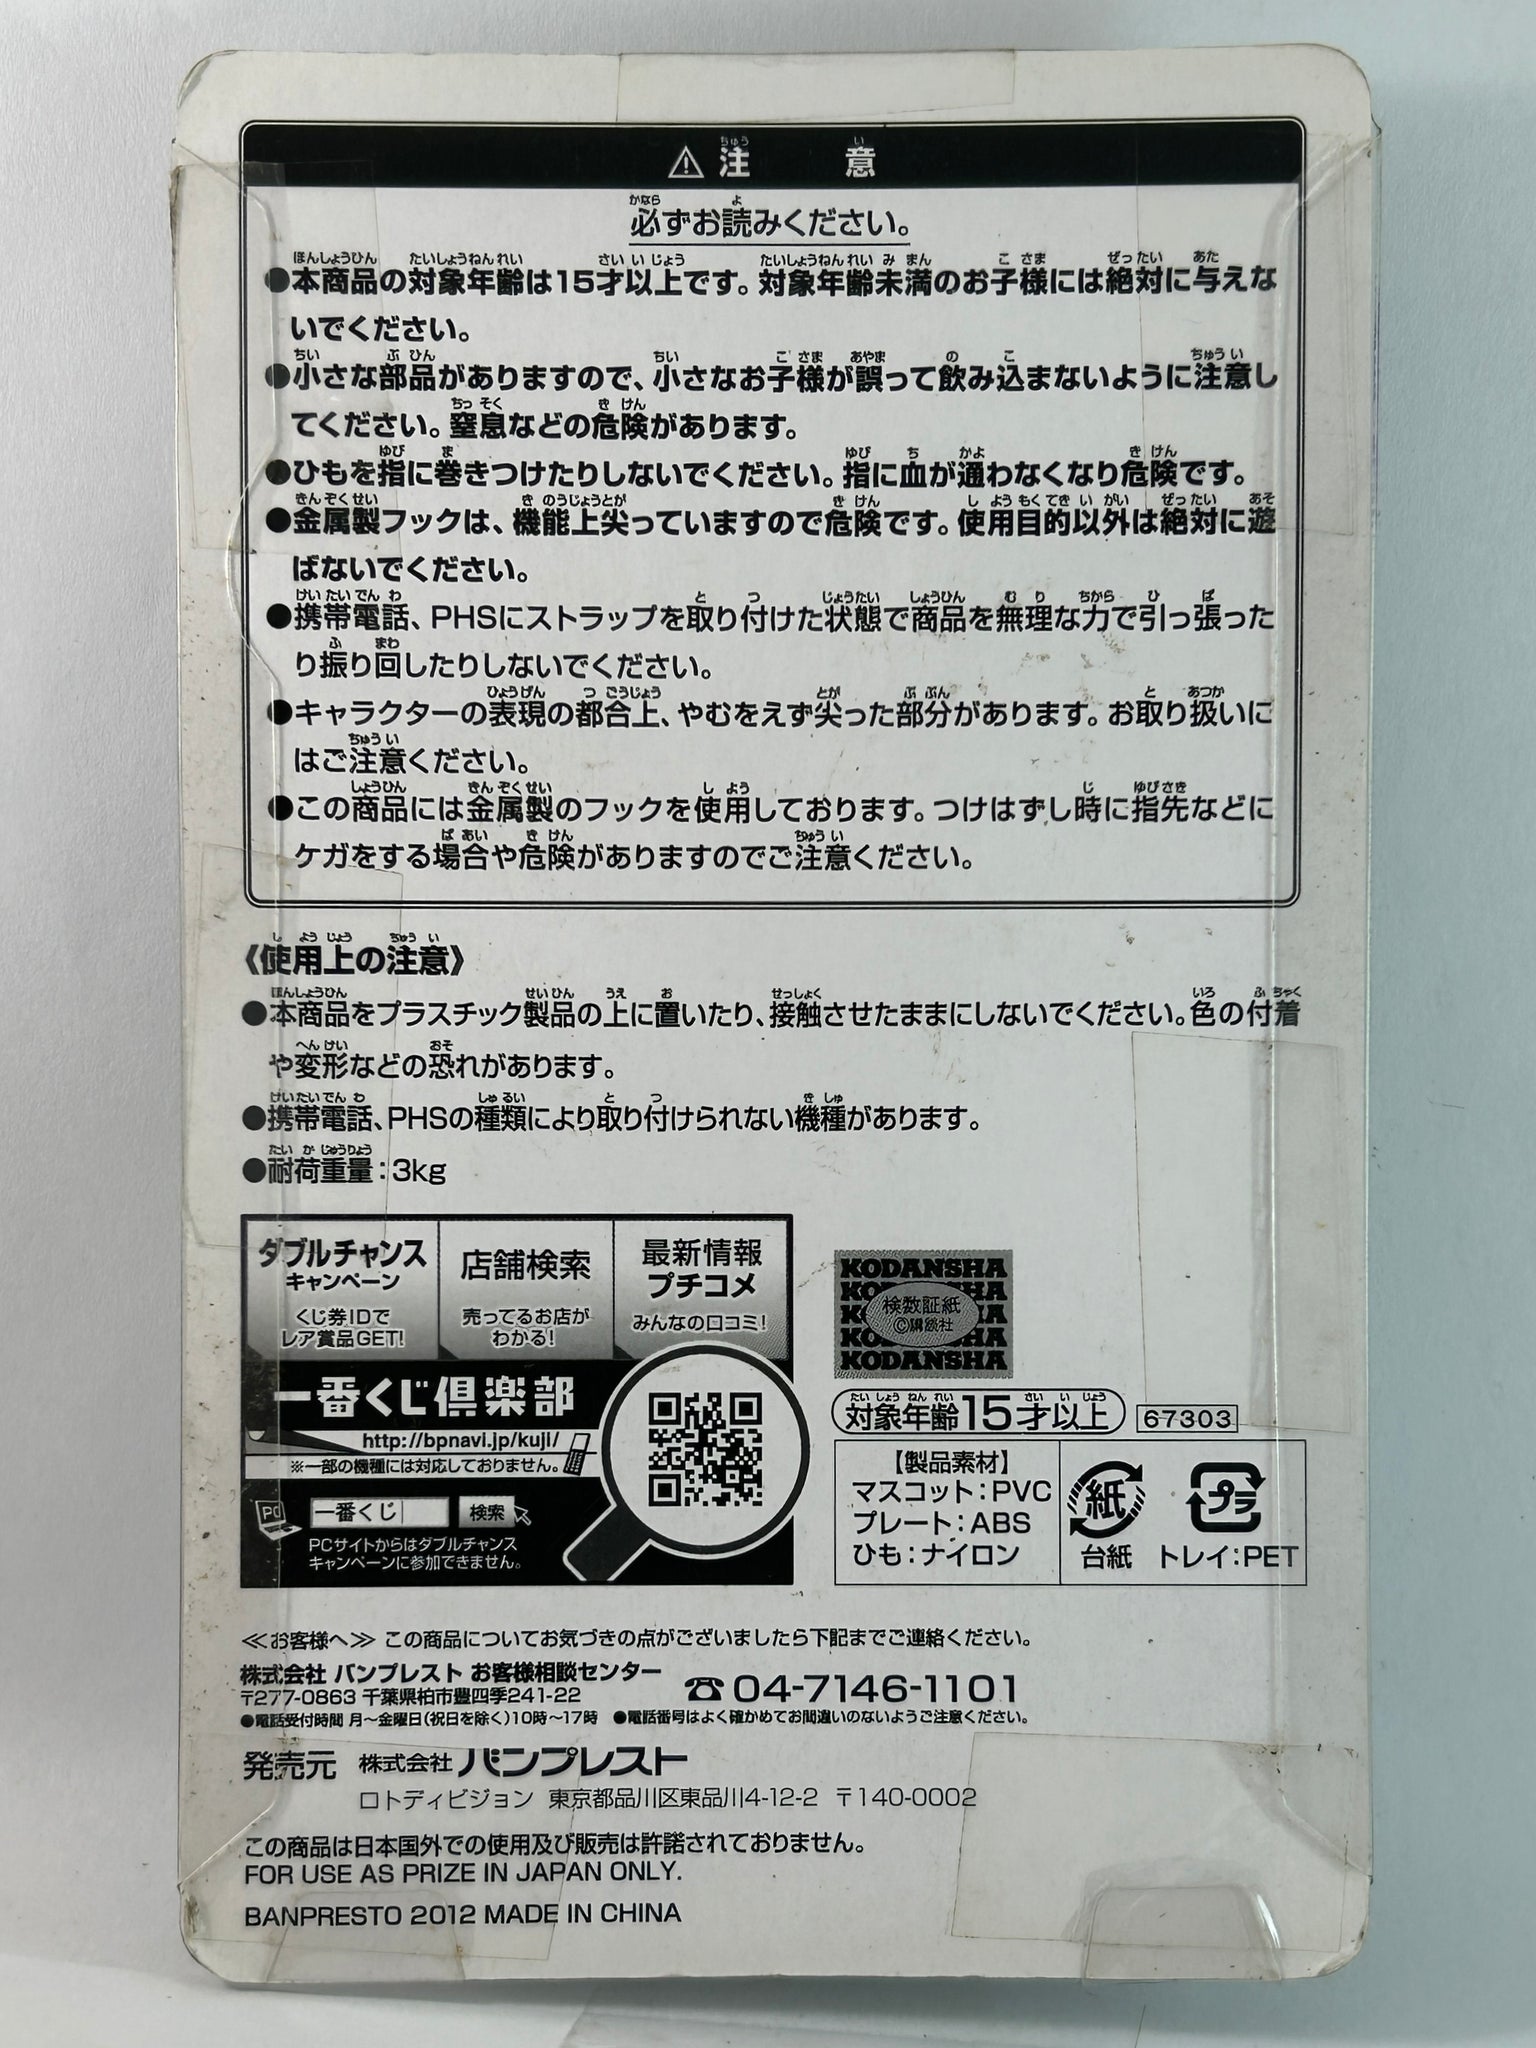 ⚠注意
必ずお読みください。
●本商品の対象年齢は15才以上です。対象年齢未満のお子様には絶対に与えな
いでください。
●小さな部品がありますので、小さなお子様が誤って飲み込まないように注意し
てください。窒息などの危険があります。
●ひもを指に巻きつけたりしないでください。指に血が通わなくなり危険です。
●金属製フックは、機能上尖っていますので危険です。使用目的以外は絶対に遊
ばないでください。
●携帯電話、PHSにストラップを取り付けた状態で商品を無理な力で引っ張った
り振り回したりしないでください。
●キャラクターの表現の都合上、やむをえず尖った部分があります。お取り扱いに
はご注意ください。
●この商品には金属製のフックを使用しております。つけはずし時に指先などに
ケガをする場合や危険がありますのでご注意ください。
《使用上の注意》
●本商品をプラスチック製品の上に置いたり、接触させたままにしないでください。色の付着
や変形などの恐れがあります。
●携帯電話、PHSの種類により取り付けられない機種があります。
●耐荷重量：3kg
ダブルチャンス
キャンペーン
くじ券IDで
レア賞品GET!
店舗検索
売ってるお店が
わかる!
最新情報
プチコメ
みんなの口コミ!
一番くじ倶楽部
http://bpnavi.jp/kuji/
※一部の機種には対応しておりません。
PC
一番くじ
検索
PCサイトからはダブルチャンス
キャンペーンに参加できません。
KODANSHA
検数証紙
©講談社
KODANSHA
対象年齢15才以上
67303
【製品素材】
マスコット：PVC
プレート：ABS
ひも：ナイロン
紙
台紙
プラ
トレイ：PET
≪お客様へ≫ この商品についてお気づきの点がございましたら下記までご連絡ください。
株式会社 バンプレスト お客様相談センター
〒277-0863 千葉県柏市豊四季241-22
☎04-7146-1101
●電話受付時間 月～金曜日(祝日を除く)10時～17時 ●電話番号はよく確かめてお間違いのないようご注意ください。
発売元 株式会社 バンプレスト
ロトディビジョン 東京都品川区東品川4-12-2 〒140-0002
この商品は日本国外での使用及び販売は許諾されておりません。
FOR USE AS PRIZE IN JAPAN ONLY.
BANPRESTO 2012 MADE IN CHINA